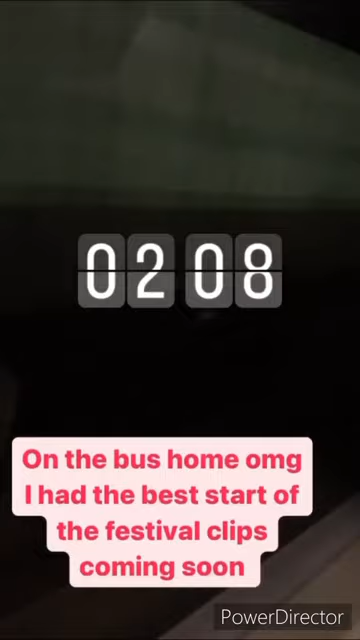 02 08
On the bus home omg
I had the best start of
the festival clips
coming soon
PowerDirector